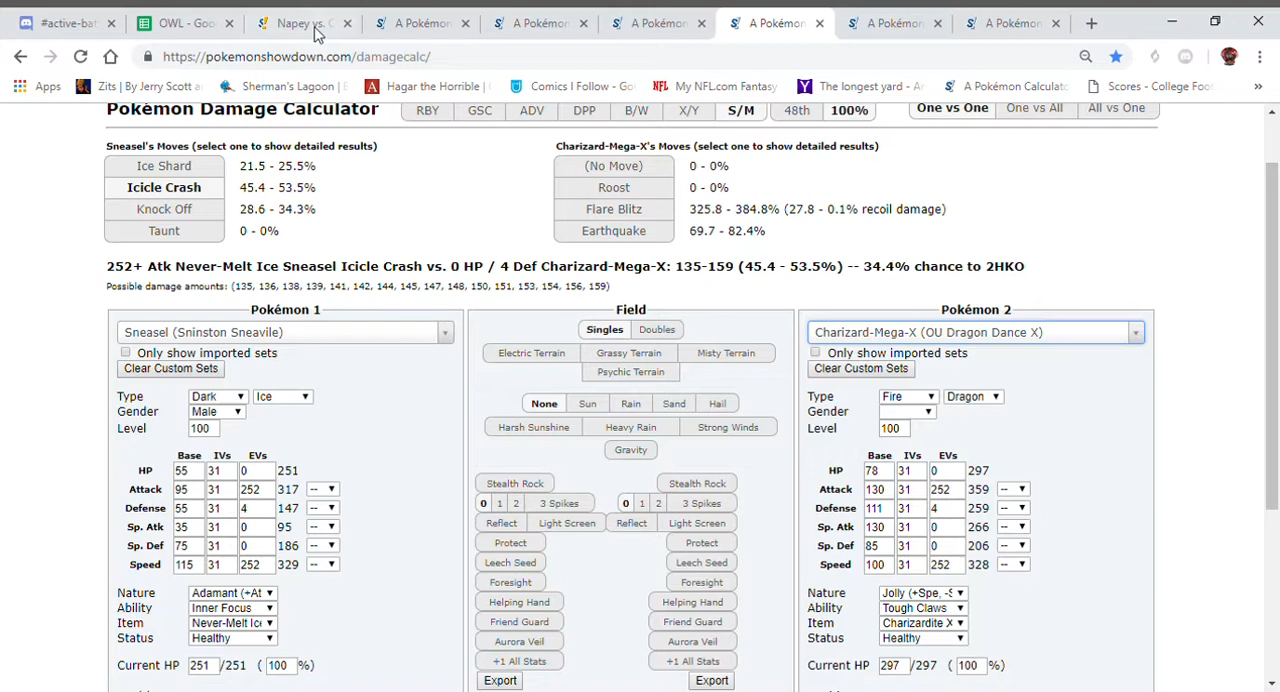 #active-bat
OWL - Goo
Napey vs. C
A Pokémon
A Pokémon
A Pokémon
A Pokémon
A Pokémon
A Pokémon
https://pokemonshowdown.com/damagecalc/
Apps Zits | By Jerry Scott an Sherman's Lagoon | Hagar the Horrible | Comics I Follow - Go NFL My NFL.com Fantasy The longest yard - A A Pokémon Calculato Scores - College Foo »
Pokémon Damage Calculator RBY GSC ADV DPP B/W X/Y S/M 48th 100% One vs One One vs All All vs One
Sneasel's Moves (select one to show detailed results)
Ice Shard 21.5 - 25.5%
Icicle Crash 45.4 - 53.5%
Knock Off 28.6 - 34.3%
Taunt 0 - 0%
Charizard-Mega-X's Moves (select one to show detailed results)
(No Move) 0 - 0%
Roost 0 - 0%
Flare Blitz 325.8 - 384.8% (27.8 - 0.1% recoil damage)
Earthquake 69.7 - 82.4%
252+ Atk Never-Melt Ice Sneasel Icicle Crash vs. 0 HP / 4 Def Charizard-Mega-X: 135-159 (45.4 - 53.5%) -- 34.4% chance to 2HKO
Possible damage amounts: (135, 136, 138, 139, 141, 142, 144, 145, 147, 148, 150, 151, 153, 154, 156, 159)
Pokémon 1
Sneasel (Sninston Sneavile)
Only show imported sets
Clear Custom Sets
Type Dark Ice
Gender Male
Level 100
Base IVs EVs
HP 55 31 0 251
Attack 95 31 252 317 --
Defense 55 31 4 147 --
Sp. Atk 35 31 0 95 --
Sp. Def 75 31 0 186 --
Speed 115 31 252 329 --
Nature Adamant (+At
Ability Inner Focus
Item Never-Melt Ice
Status Healthy
Current HP 251 /251 ( 100 %)
Field
Singles Doubles
Electric Terrain Grassy Terrain Misty Terrain
Psychic Terrain
None Sun Rain Sand Hail
Harsh Sunshine Heavy Rain Strong Winds
Gravity
Stealth Rock Stealth Rock
0 1 2 3 Spikes 0 1 2 3 Spikes
Reflect Light Screen Reflect Light Screen
Protect Protect
Leech Seed Leech Seed
Foresight Foresight
Helping Hand Helping Hand
Friend Guard Friend Guard
Aurora Veil Aurora Veil
+1 All Stats +1 All Stats
Export Export
Pokémon 2
Charizard-Mega-X (OU Dragon Dance X)
Only show imported sets
Clear Custom Sets
Type Fire Dragon
Gender
Level 100
Base IVs EVs
HP 78 31 0 297
Attack 130 31 252 359 --
Defense 111 31 4 259 --
Sp. Atk 130 31 0 266 --
Sp. Def 85 31 0 206 --
Speed 100 31 252 328 --
Nature Jolly (+Spe, -S
Ability Tough Claws
Item Charizardite X
Status Healthy
Current HP 297 /297 ( 100 %)